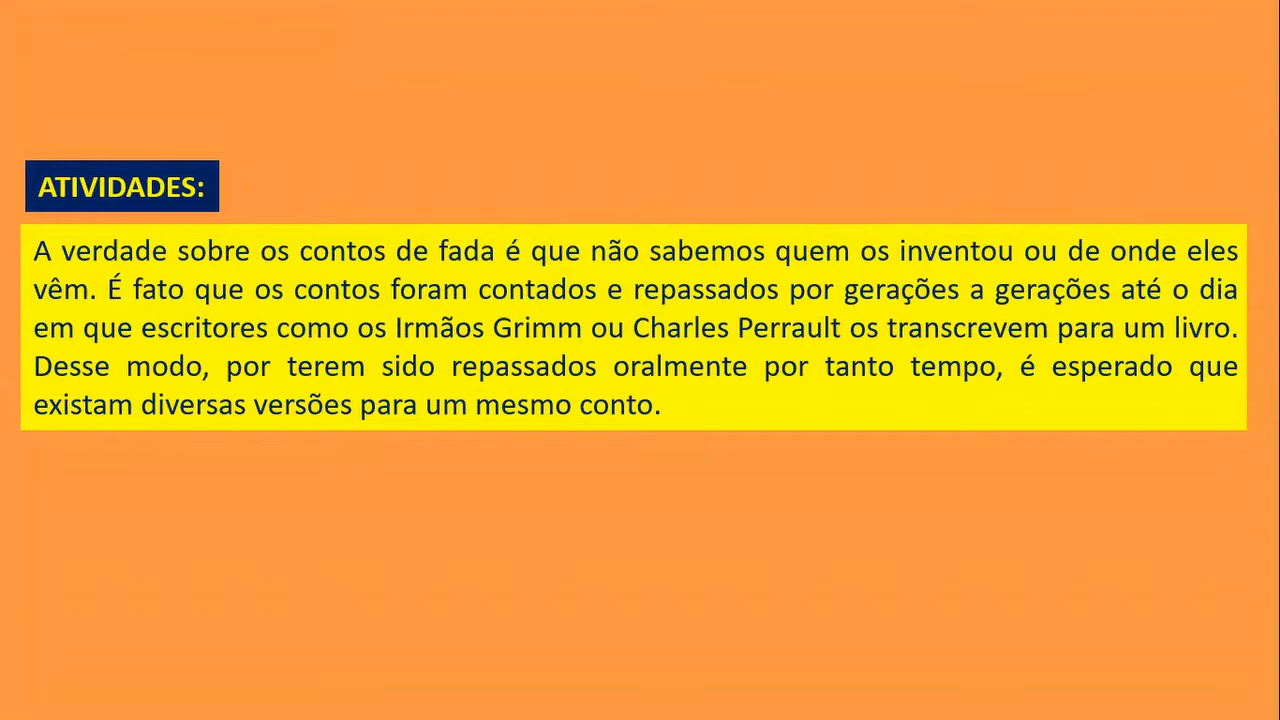 ATIVIDADES:
A verdade sobre os contos de fada é que não sabemos quem os inventou ou de onde eles
vêm. É fato que os contos foram contados e repassados por gerações a gerações até o dia
em que escritores como os Irmãos Grimm ou Charles Perrault os transcrevem para um livro.
Desse modo, por terem sido repassados oralmente por tanto tempo, é esperado que
existam diversas versões para um mesmo conto.